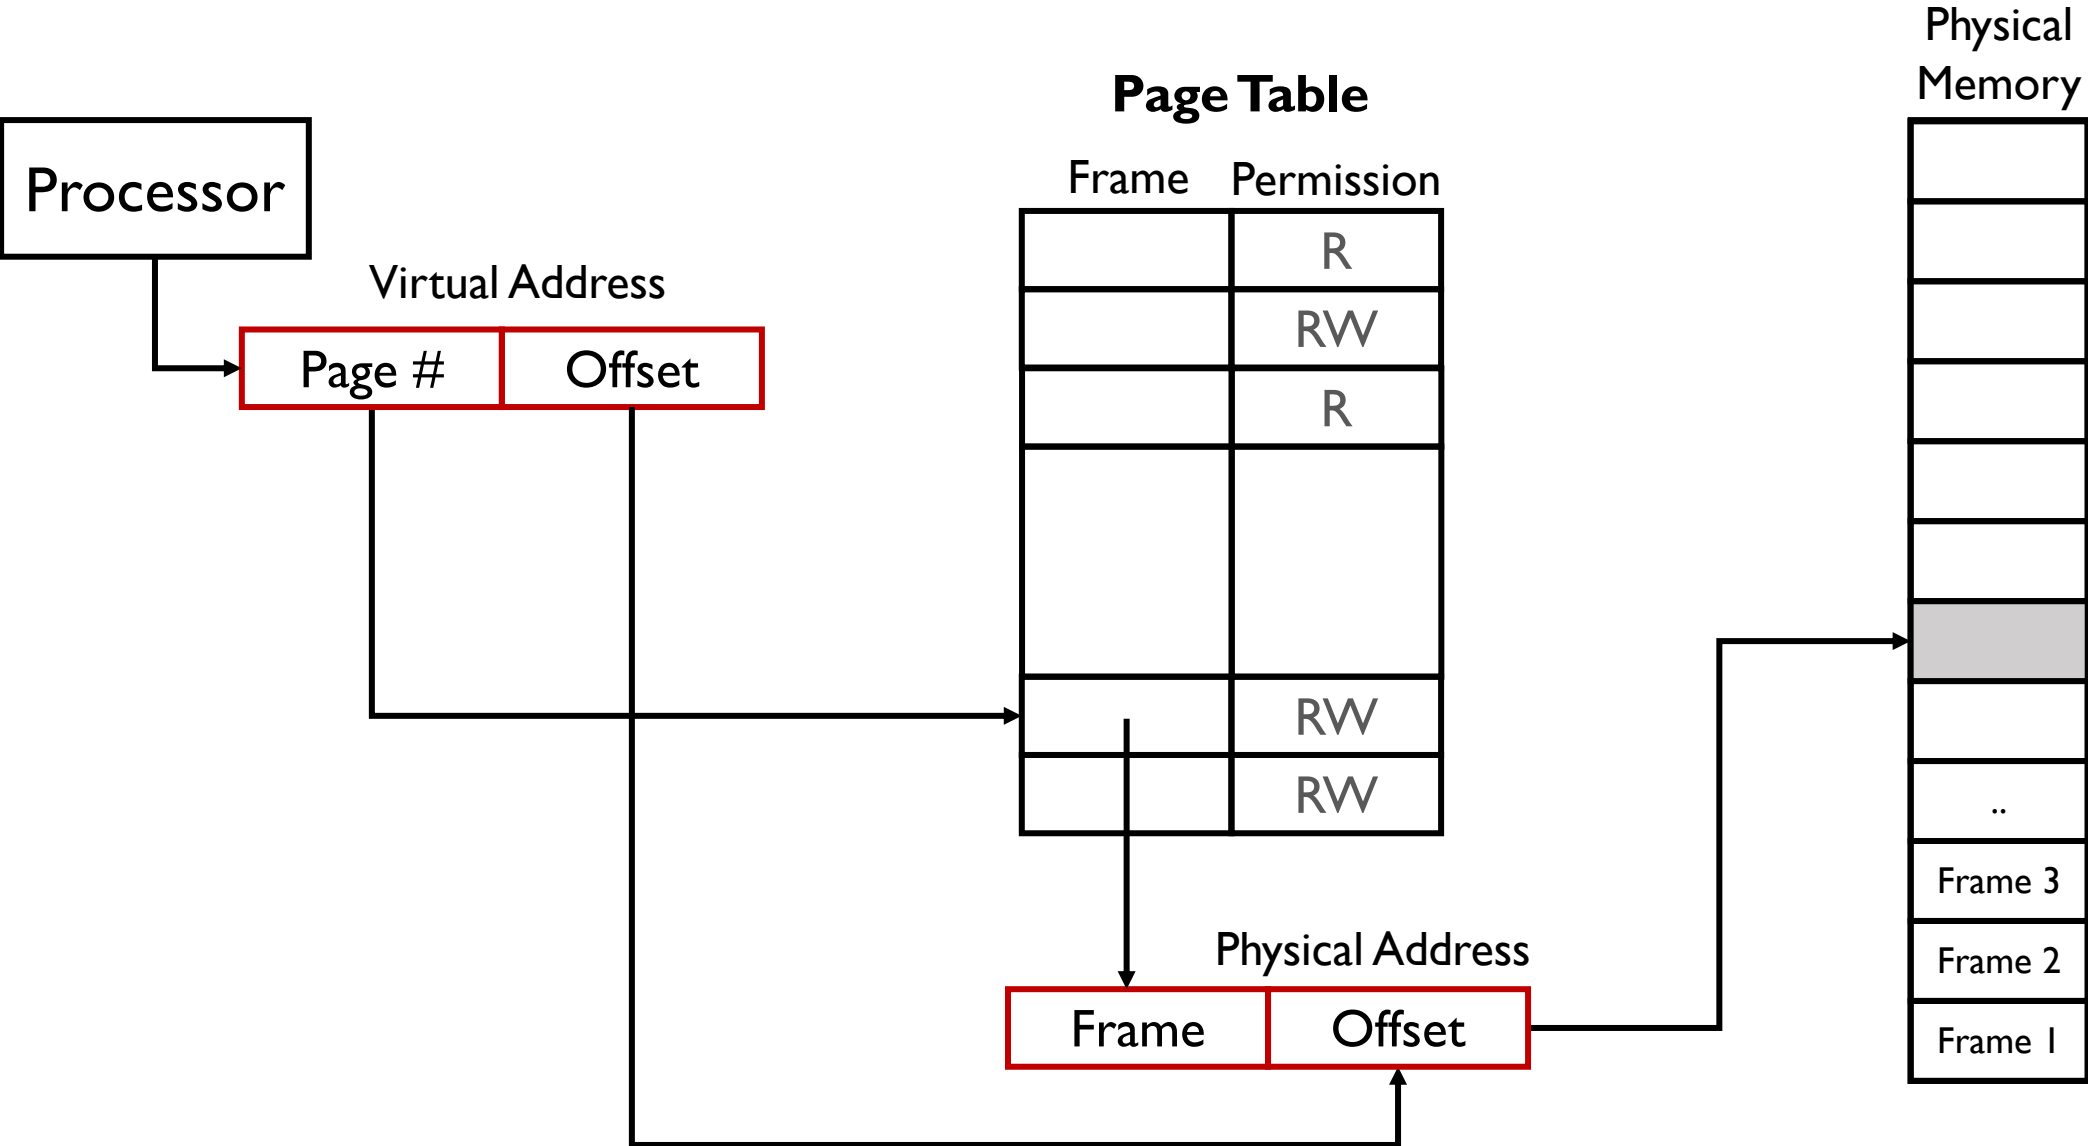 Physical
Memory
Page Table
Processor
Frame Permission
R
Virtual Address
RW
Page # Offset
R
RW
RW
..
Frame 3
Physical Address
Frame 2
Frame Offset
Frame 1